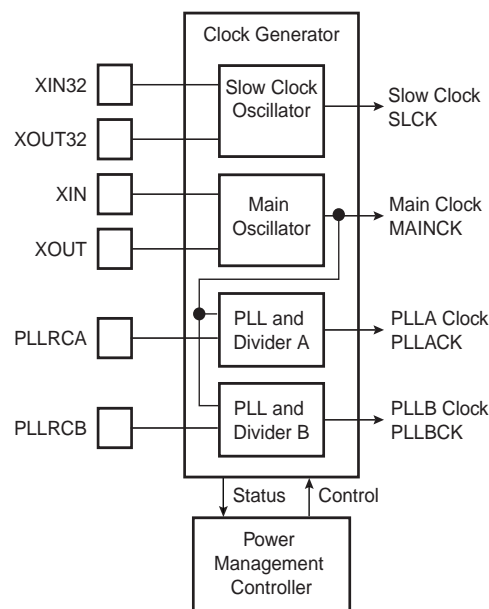 Clock Generator
XIN32
Slow Clock
Oscillator
Slow Clock
SLCK
XOUT32
XIN
Main
Oscillator
Main Clock
MAINCK
XOUT
PLLRCA
PLL and
Divider A
PLLA Clock
PLLACK
PLLRCB
PLL and
Divider B
PLLB Clock
PLLBCK
Status
Control
Power
Management
Controller